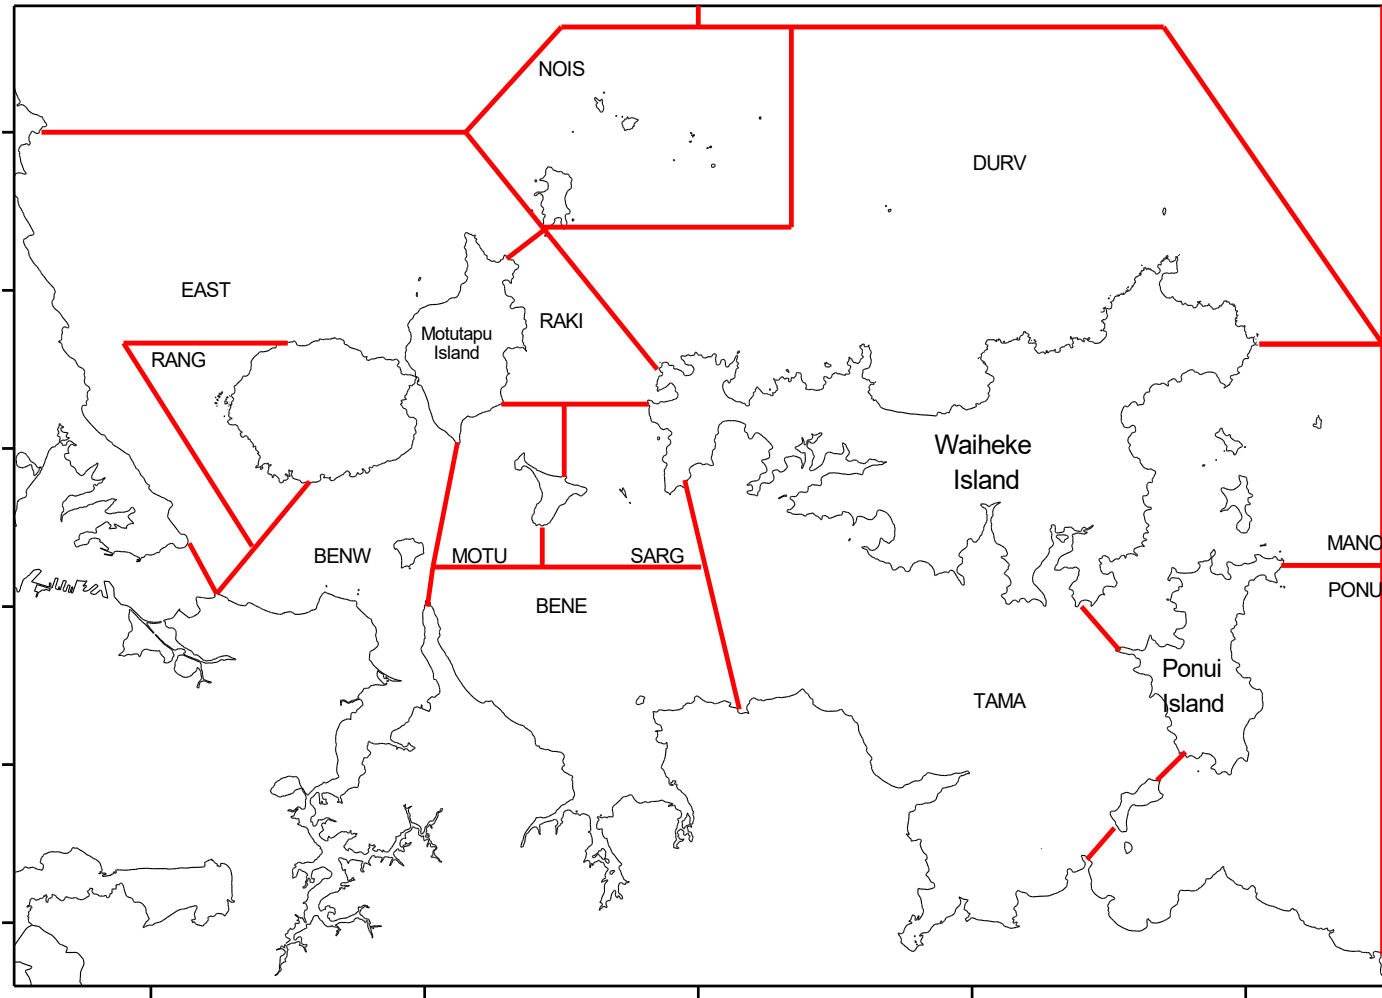 NOIS
DURV
EAST
RAKI
Motutapu
Island
RANG
Waiheke
Island
MANO
BENW
MOTU
SARG
PONU
BENE
Ponui
Island
TAMA